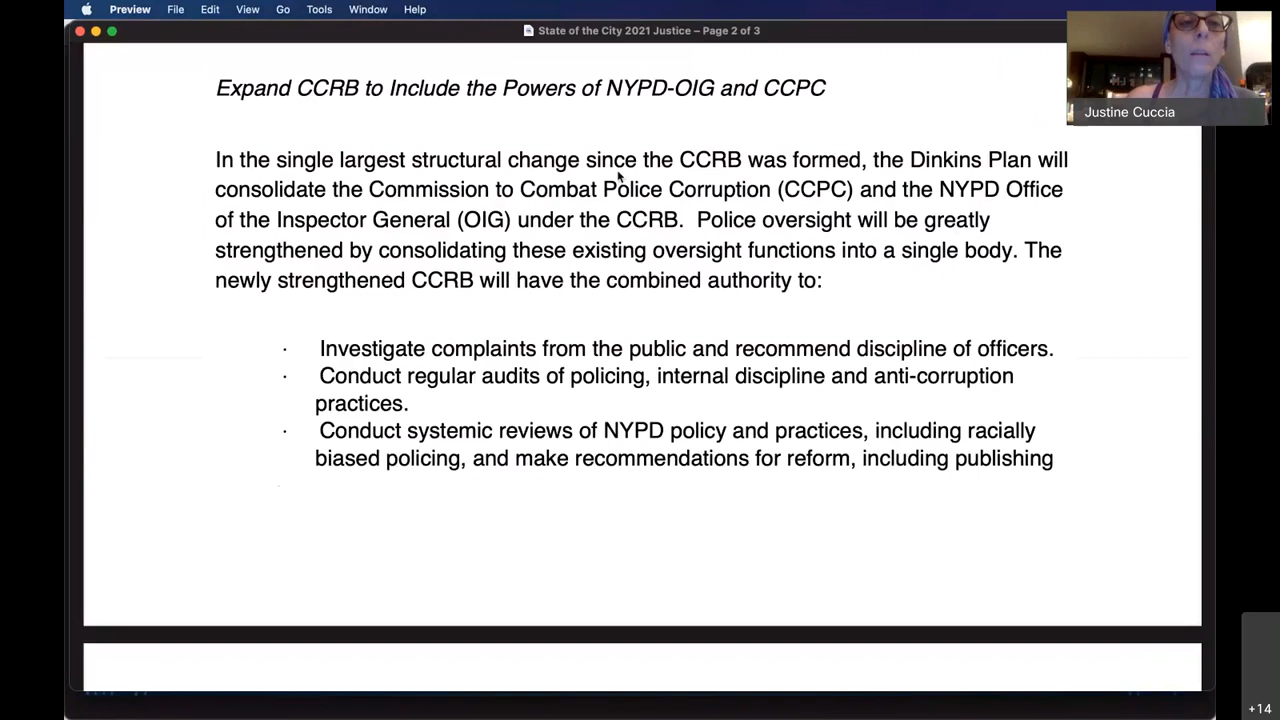 Preview File Edit View Go Tools Window Help
State of the City 2021 Justice – Page 2 of 3
Justine Cuccia
Expand CCRB to Include the Powers of NYPD-OIG and CCPC
In the single largest structural change since the CCRB was formed, the Dinkins Plan will
consolidate the Commission to Combat Police Corruption (CCPC) and the NYPD Office
of the Inspector General (OIG) under the CCRB. Police oversight will be greatly
strengthened by consolidating these existing oversight functions into a single body. The
newly strengthened CCRB will have the combined authority to:
· Investigate complaints from the public and recommend discipline of officers.
· Conduct regular audits of policing, internal discipline and anti-corruption
practices.
· Conduct systemic reviews of NYPD policy and practices, including racially
biased policing, and make recommendations for reform, including publishing
+14